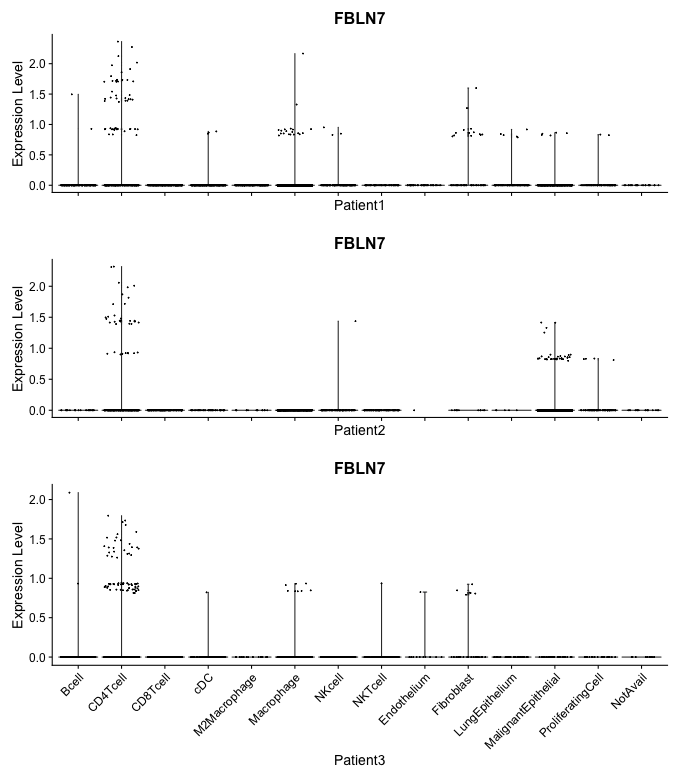 FBLN7
Expression Level
2.0
1.5
1.0
0.5
0.0
Patient1
FBLN7
Expression Level
2.0
1.5
1.0
0.5
0.0
Patient2
FBLN7
Expression Level
2.0
1.5
1.0
0.5
0.0
Bcell
CD4Tcell
CD8Tcell
cDC
M2Macrophage
Macrophage
NKcell
NKTcell
Endothelium
Fibroblast
LungEpithelium
MalignantEpithelial
ProliferatingCell
NotAvail
Patient3